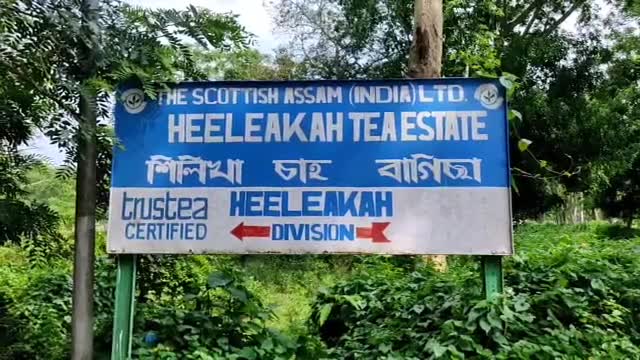 THE SCOTTISH ASSAM (INDIA) LTD.
HEELEAKAH TEA ESTATE
শিলিখা চাহ বাগিছা
trustea HEELEAKAH
CERTIFIED DIVISION